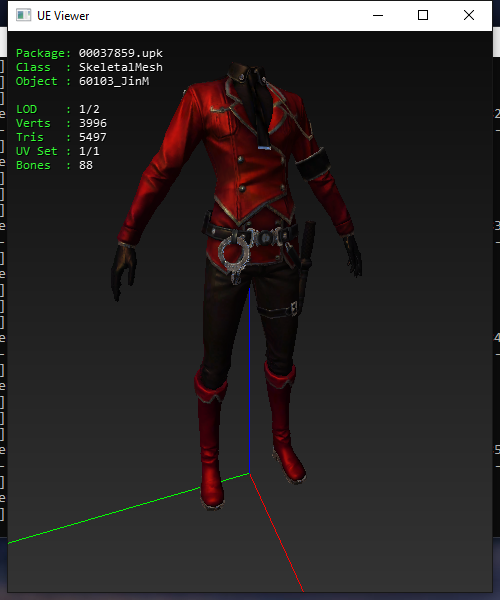 UE Viewer
Package: 00037859.upk
Class  : SkeletalMesh
Object : 60103_JinM
LOD    : 1/2
Verts  : 3996
Tris   : 5497
UV Set : 1/1
Bones  : 88